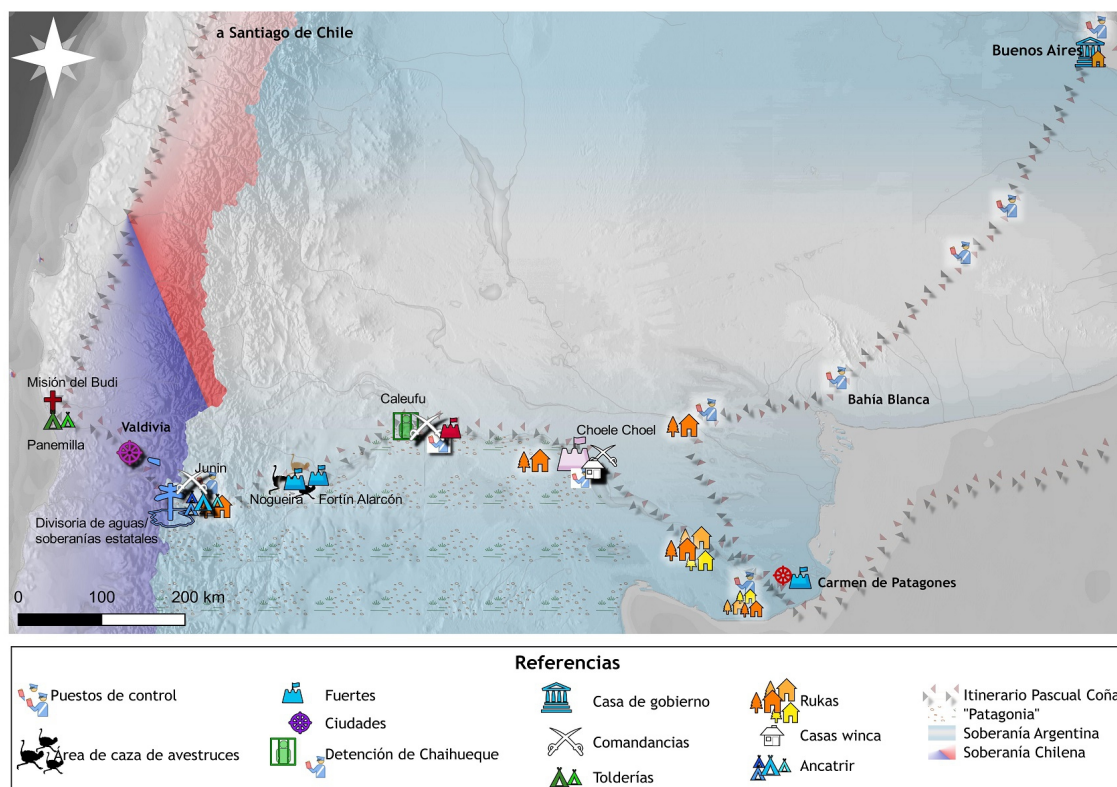 a Santiago de Chile
Buenos Aires
Misión del Budi
Panemilla
Valdivia
Junin
Divisoria de aguas/
soberanías estatales
Nogueira
Fortín Alarcón
Caleufu
Choele Choel
Bahía Blanca
Carmen de Patagones
0 100 200 km
Referencias
Puestos de control
Área de caza de avestruces
Fuertes
Ciudades
Detención de Chaihueque
Casa de gobierno
Comandancias
Tolderías
Rukas
Casas winca
Ancatrir
Itinerario Pascual Coña
"Patagonia"
Soberanía Argentina
Soberanía Chilena